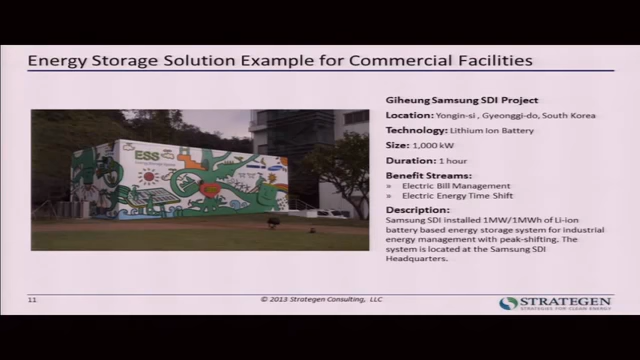 Energy Storage Solution Example for Commercial Facilities
Giheung Samsung SDI Project
Location: Yongin-si , Gyeonggi-do, South Korea
Technology: Lithium Ion Battery
Size: 1,000 kW
Duration: 1 hour
Benefit Streams:
» Electric Bill Management
» Electric Energy Time Shift
Description:
Samsung SDI installed 1MW/1MWh of Li-ion
battery based energy storage system for industrial
energy management with peak-shifting. The
system is located at the Samsung SDI
Headquarters.
ESS
11
© 2013 Strategen Consulting, LLC
STRATEGEN
STRATEGIES FOR CLEAN ENERGY